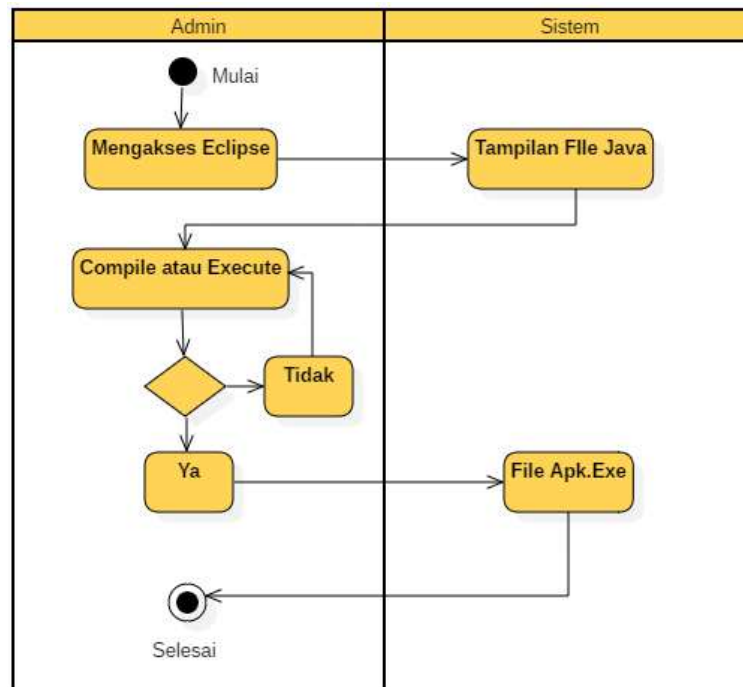 Admin
Sistem
Mulai
Mengakses Eclipse
Tampilan FIle Java
Compile atau Execute
Tidak
Ya
File Apk.Exe
Selesai